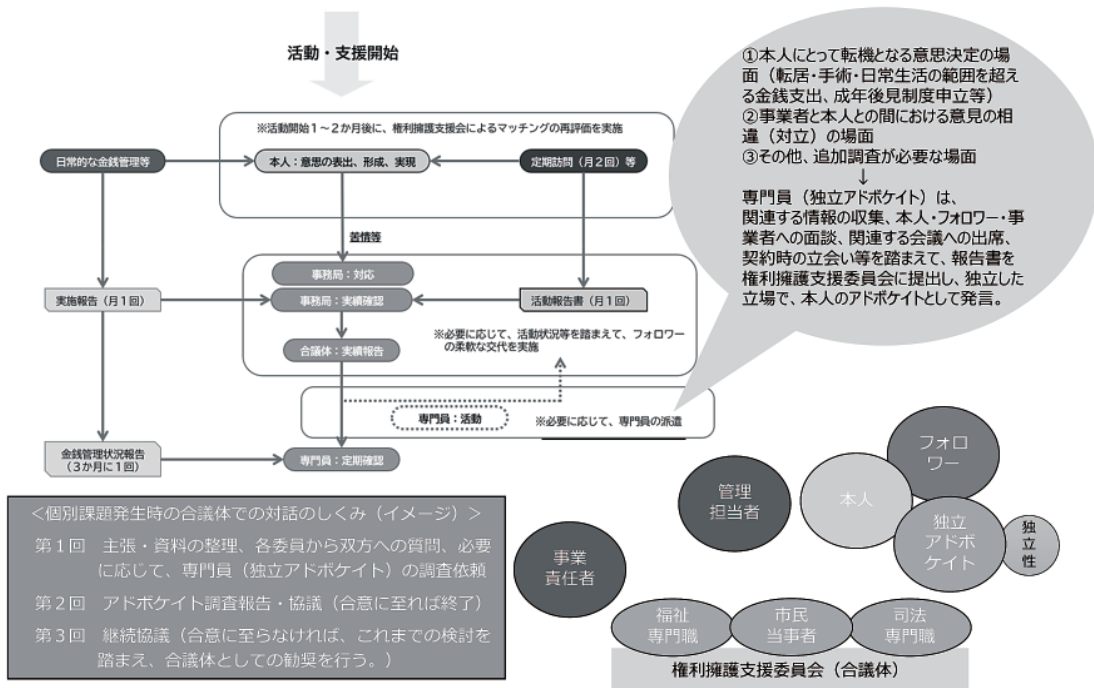 活動・支援開始
※活動開始１～２か月後に、権利擁護支援会によるマッチングの再評価を実施
日常的な金銭管理等
本人：意思の表出、形成、実現
定期訪問（月２回）等
苦情等
事務局：対応
実施報告（月１回）
事務局：実績確認
活動報告書（月１回）
※必要に応じて、活動状況等を踏まえて、フォロワー
の柔軟な交代を実施
合議体：実績報告
専門員：活動
※必要に応じて、専門員の派遣
金銭管理状況報告
（３か月に１回）
専門員：定期確認
①本人にとって転機となる意思決定の場
面（転居・手術・日常生活の範囲を超え
る金銭支出、成年後見制度申立等）
②事業者と本人との間における意見の相
違（対立）の場面
③その他、追加調査が必要な場面
↓
専門員（独立アドボケイト）は、
関連する情報の収集、本人・フォロワー・事
業者への面談、関連する会議への出席、
契約時の立会い等を踏まえて、報告書を
権利擁護支援委員会に提出し、独立した
立場で、本人のアドボケイトとして発言。
＜個別課題発生時の合議体での対話のしくみ（イメージ）＞
第１回　主張・資料の整理、各委員から双方への質問、必要
に応じて、専門員（独立アドボケイト）の調査依頼
第２回　アドボケイト調査報告・協議（合意に至れば終了）
第３回　継続協議（合意に至らなければ、これまでの検討を
踏まえ、合議体としての勧奨を行う。）
フォロ
ワー
管理
担当者
本人
独立
アドボ
ケイト
独
立
性
事業
責任者
福祉
専門職
市民
当事者
司法
専門職
権利擁護支援委員会（合議体）